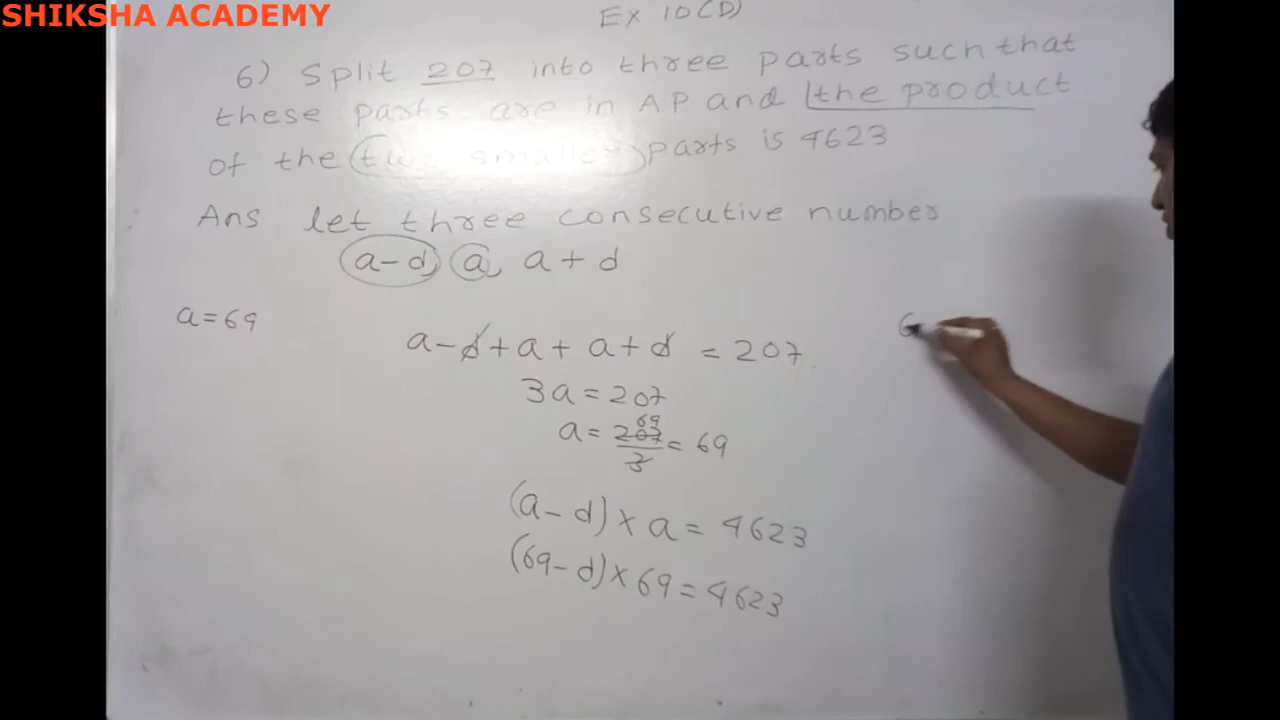 SHIKSHA ACADEMY
Ex 10(D)
6) Split 207 into three parts such that
these parts are in AP and the product
of the two smaller parts is 4623
Ans let three consecutive number
a-d, a, a+d
a=69
a-d+a+a+d = 207.
3a=207
69
a=207/3=69
(a-d)×a=4623
(69-d)×69=4623
6